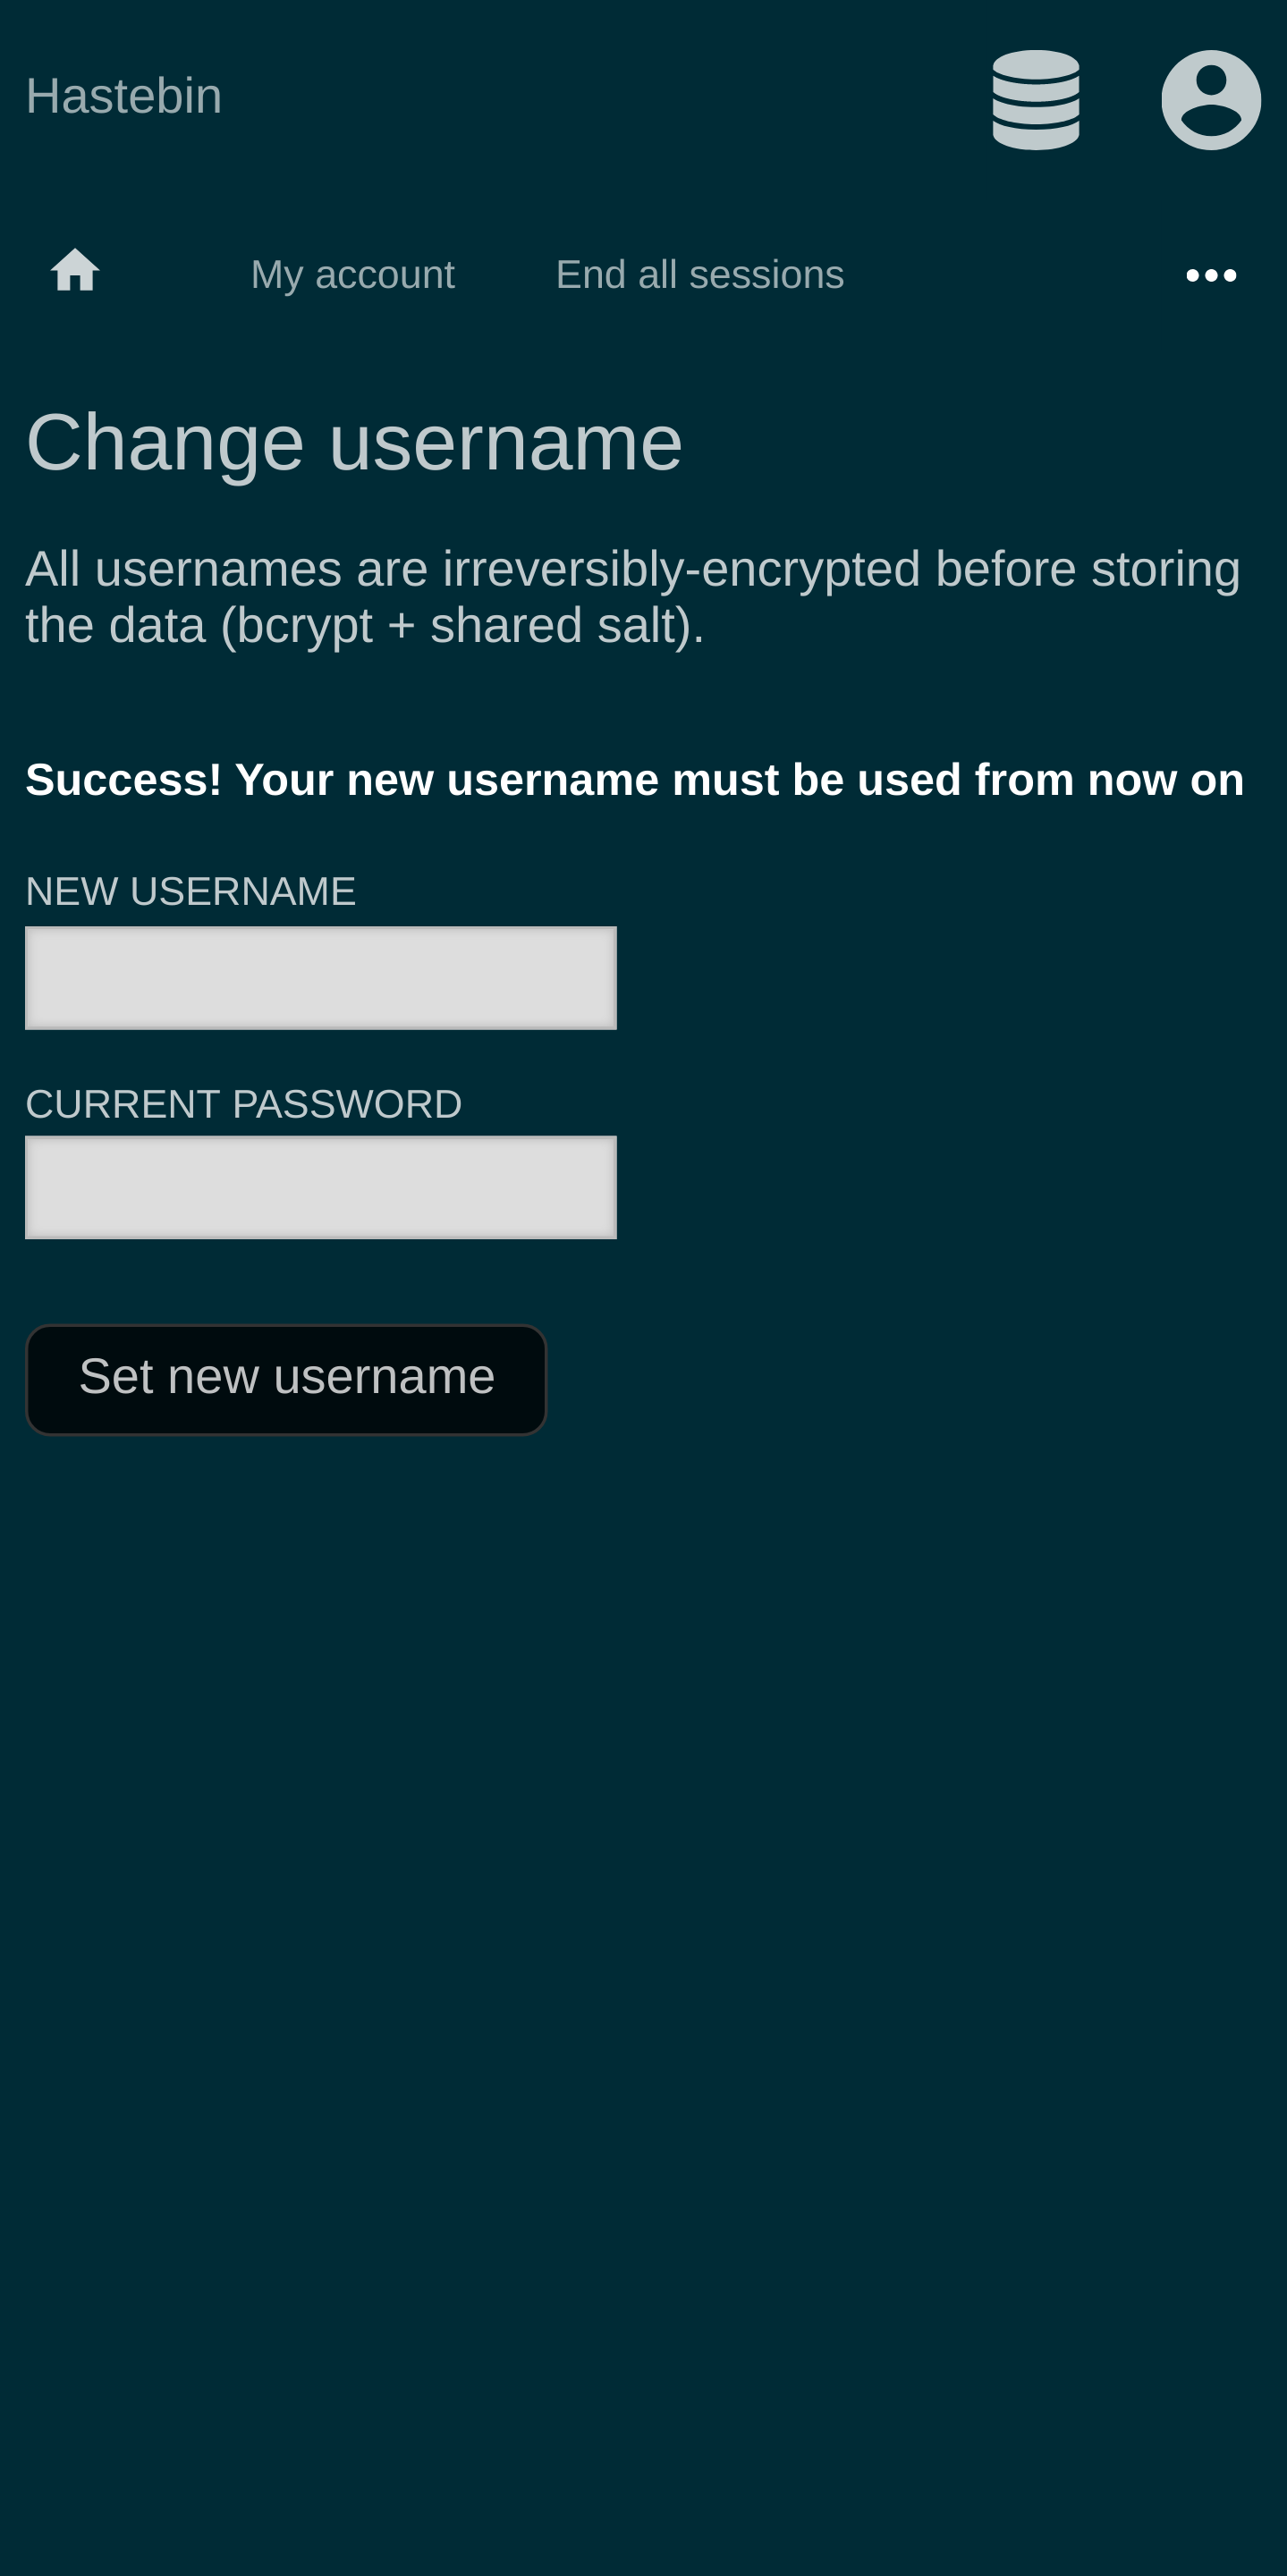 Hastebin
My account
End all sessions
Change username
All usernames are irreversibly-encrypted before storing
the data (bcrypt + shared salt).
Success! Your new username must be used from now on
NEW USERNAME
CURRENT PASSWORD
Set new username